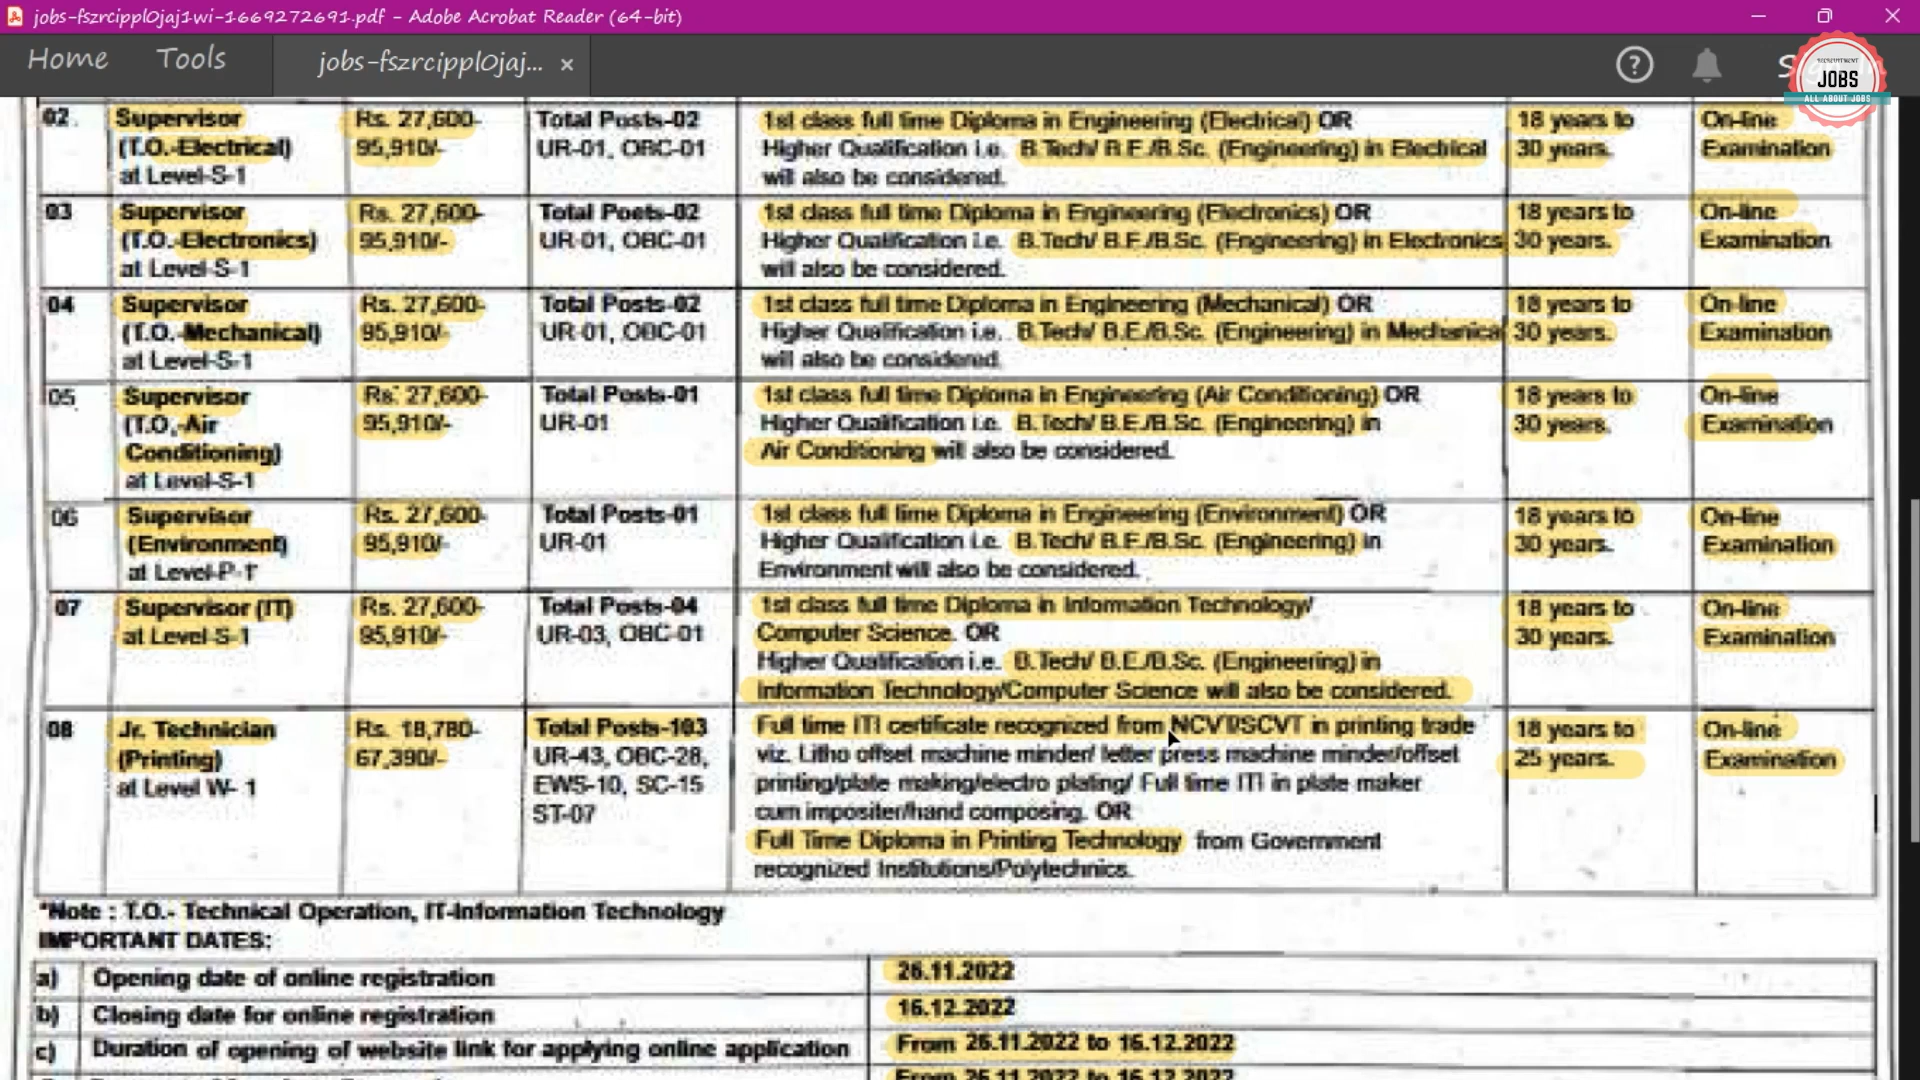 jobs-fszrcippl0jaj1wi-1669272691.pdf - Adobe Acrobat Reader (64-bit)
Home Tools jobs-fszrcippl0jaj... ×
RECRUITMENT
JOBS
ALL ABOUT JOBS
02. Supervisor (T.O.-Electrical) at Level-S-1
Rs. 27,600-
95,910/-
Total Posts-02
UR-01, OBC-01
1st class full time Diploma in Engineering (Electrical) OR
Higher Qualification i.e. B.Tech/ B.E./B.Sc. (Engineering) in Electrical
will also be considered.
18 years to
30 years.
On-line
Examination
03 Supervisor
(T.O.-Electronics)
at Level-S-1
Rs. 27,600-
95,910/-
Total Posts-02
UR-01, OBC-01
1st class full time Diploma in Engineering (Electronics) OR
Higher Qualification i.e. B.Tech/ B.E./B.Sc. (Engineering) in Electronics
will also be considered.
18 years to
30 years.
On-line
Examination
04 Supervisor
(T.O.-Mechanical)
at Level-S-1
Rs. 27,600-
95,910/-
Total Posts-02
UR-01, OBC-01
1st class full time Diploma in Engineering (Mechanical) OR
Higher Qualification i.e. B.Tech/ B.E./B.Sc. (Engineering) in Mechanical
will also be considered.
18 years to
30 years.
On-line
Examination
05 Supervisor
(T.O.-Air
Conditioning)
at Level-S-1
Rs. 27,600-
95,910/-
Total Posts-01
UR-01
1st class full time Diploma in Engineering (Air Conditioning) OR
Higher Qualification i.e. B.Tech/ B.E./B.Sc. (Engineering) in
Air Conditioning will also be considered.
18 years to
30 years.
On-line
Examination
06 Supervisor
(Environment)
at Level-P-1
Rs. 27,600-
95,910/-
Total Posts-01
UR-01
1st class full time Diploma in Engineering (Environment) OR
Higher Qualification i.e. B.Tech/ B.E./B.Sc. (Engineering) in
Environment will also be considered.
18 years to
30 years.
On-line
Examination
07 Supervisor (IT)
at Level-S-1
Rs. 27,600-
95,910/-
Total Posts-04
UR-03, OBC-01
1st class full time Diploma in Information Technology/
Computer Science. OR
Higher Qualification i.e. B.Tech/ B.E./B.Sc. (Engineering) in
Information Technology/Computer Science will also be considered.
18 years to
30 years.
On-line
Examination
08 Jr. Technician
(Printing)
at Level W- 1
Rs. 18,780-
67,390/-
Total Posts-103
UR-43, OBC-28,
EWS-10, SC-15
ST-07
Full time ITI certificate recognized from NCVT/SCVT in printing trade
viz. Litho offset machine minder/ letter press machine minder/offset
printing/plate making/electro plating/ Full time ITI in plate maker
cum impositer/hand composing. OR
Full Time Diploma in Printing Technology from Government
recognized Institutions/Polytechnics.
18 years to
25 years.
On-line
Examination
*Note : T.O.- Technical Operation, IT-Information Technology
IMPORTANT DATES:
a) Opening date of online registration 26.11.2022
b) Closing date for online registration 16.12.2022
c) Duration of opening of website link for applying online application From 26.11.2022 to 16.12.2022
From 26.11.2022 to 16.12.2022